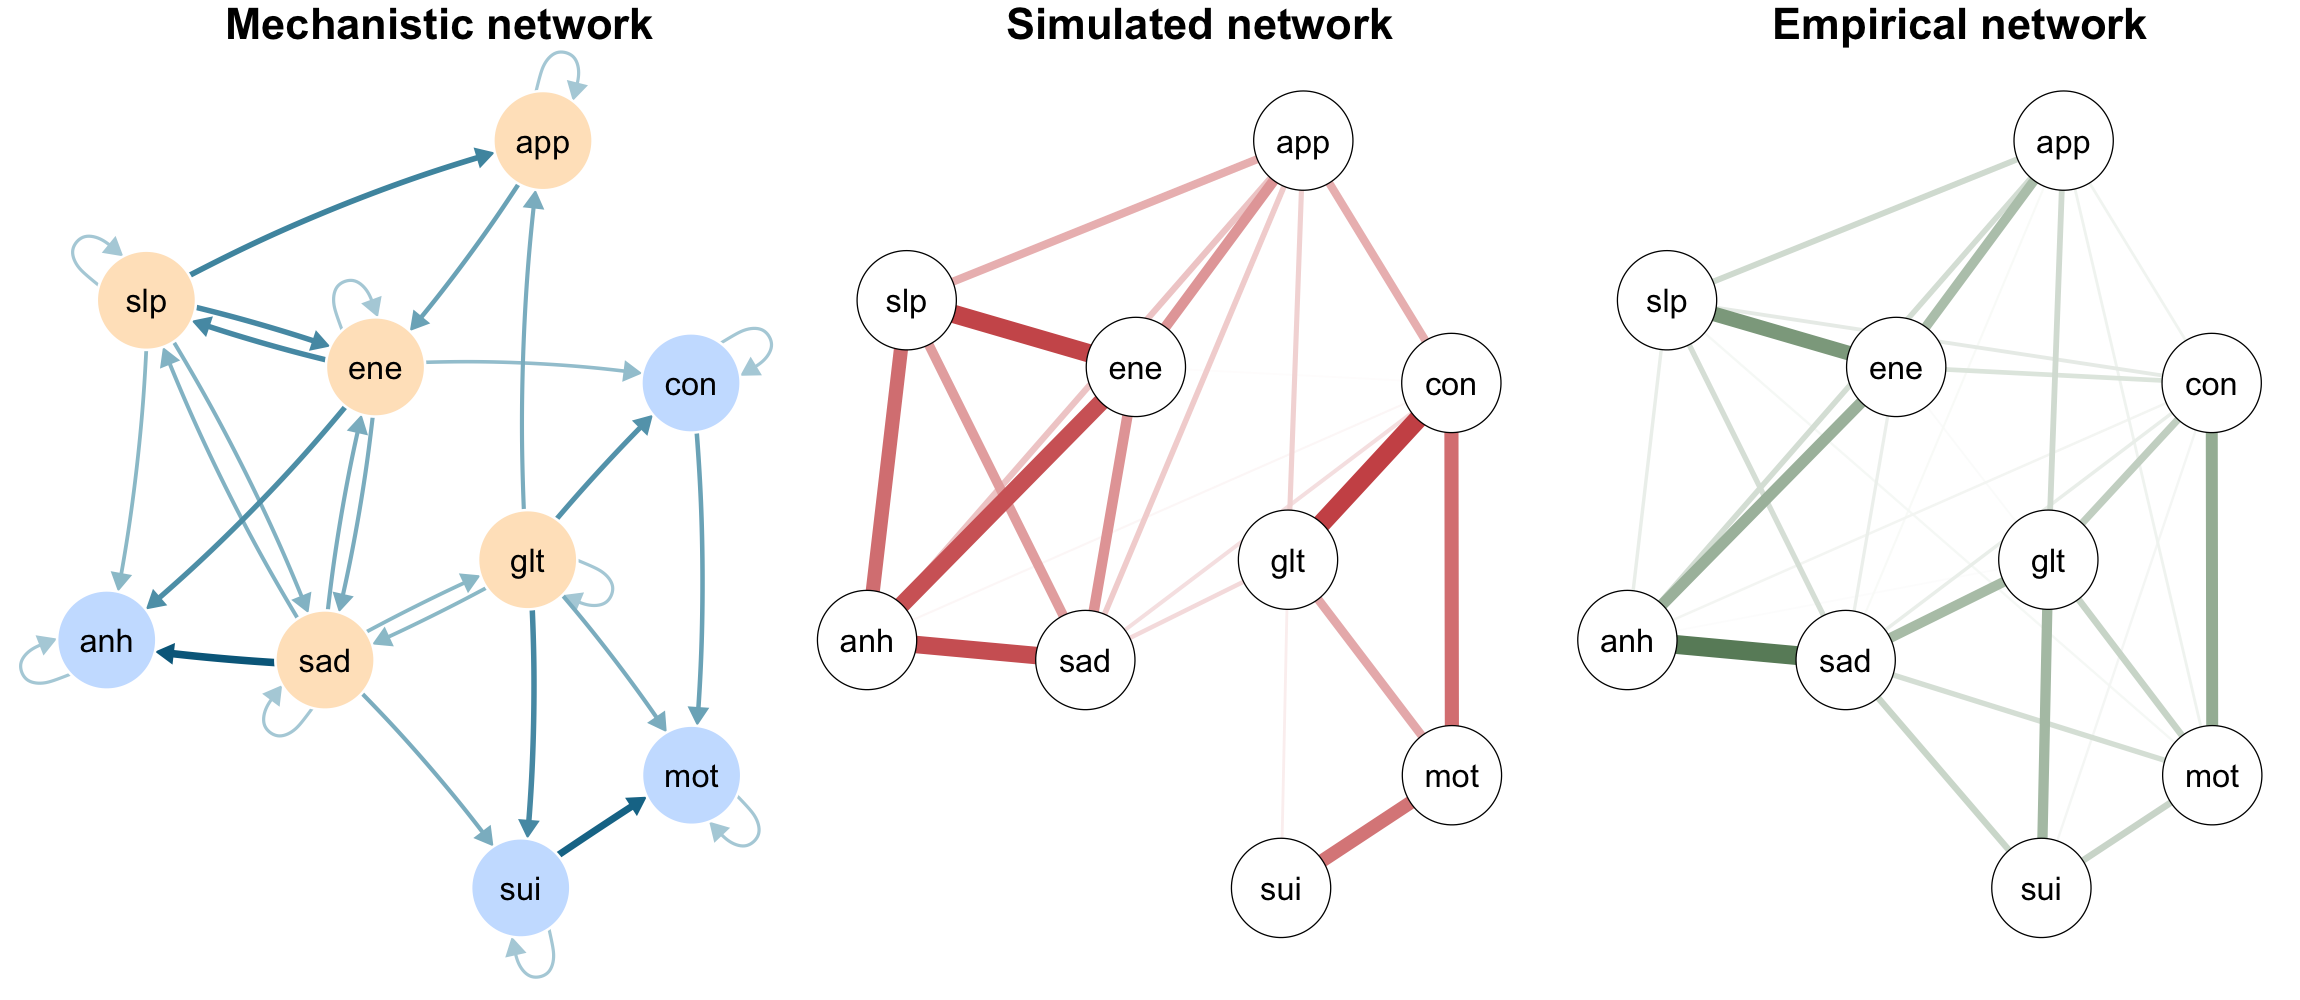 Mechanistic network
app
slp
ene
con
glt
anh
sad
mot
sui
Simulated network
app
slp
ene
con
glt
anh
sad
mot
sui
Empirical network
app
slp
ene
con
glt
anh
sad
mot
sui